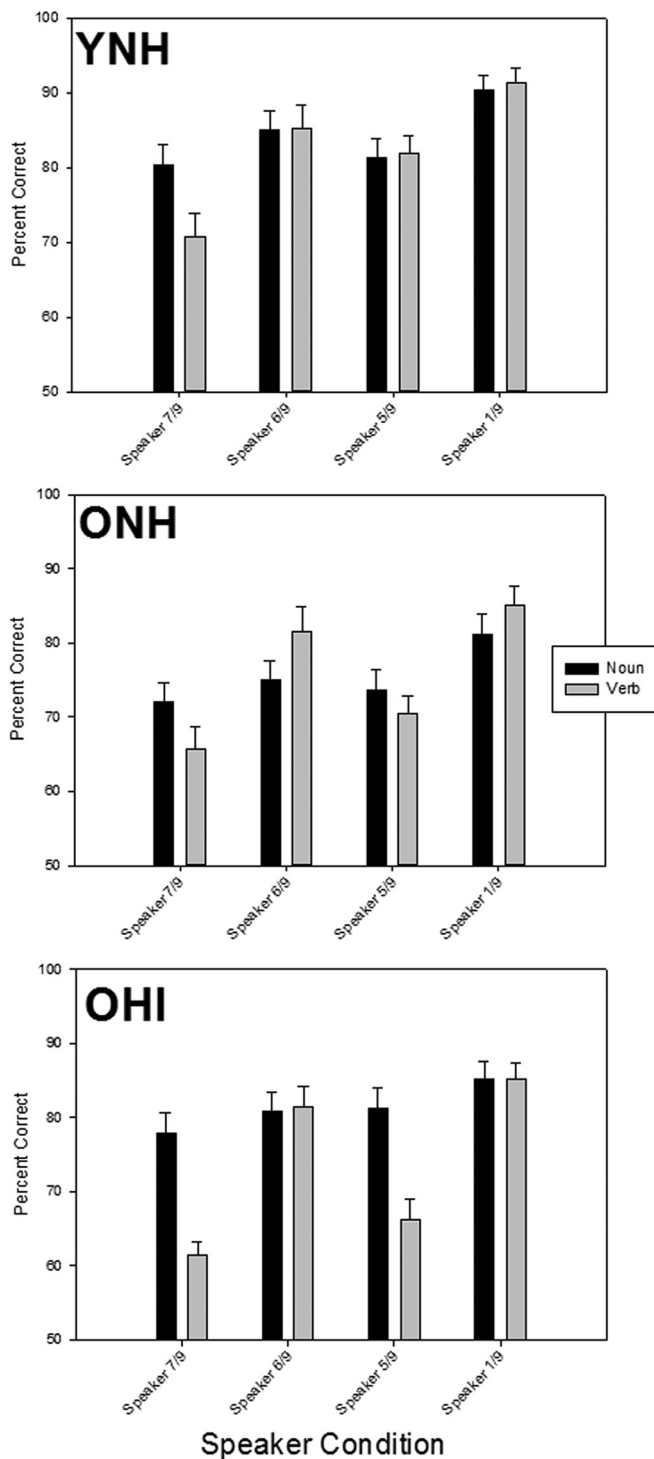 YNH
Percent Correct
100
90
80
70
60
50
Speaker 7/9
Speaker 6/9
Speaker 5/9
Speaker 1/9
ONH
Percent Correct
100
90
80
70
60
50
Speaker 7/9
Speaker 6/9
Speaker 5/9
Speaker 1/9
Noun
Verb
OHI
Percent Correct
100
90
80
70
60
50
Speaker 7/9
Speaker 6/9
Speaker 5/9
Speaker 1/9
Speaker Condition